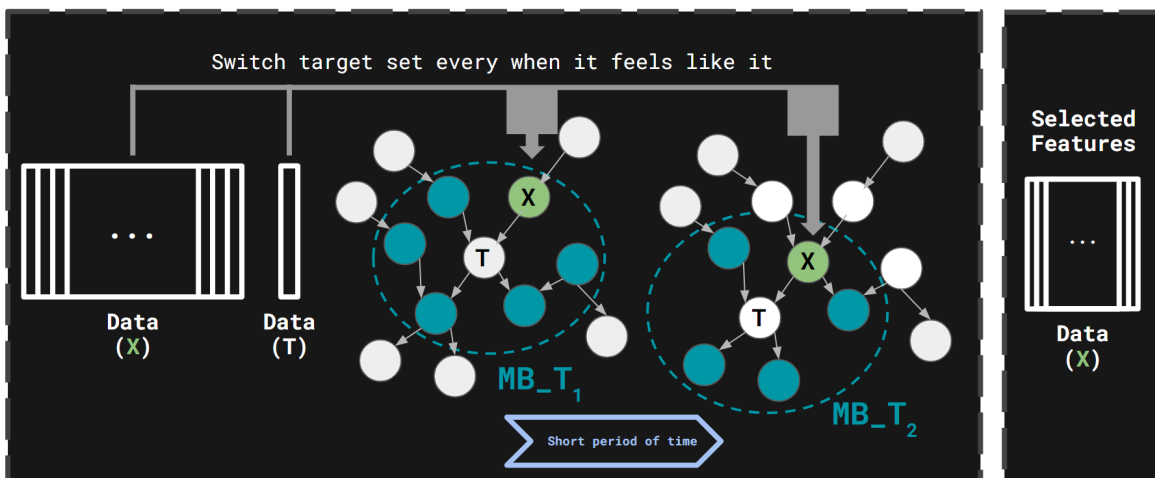 Switch target set every when it feels like it
Selected
Features
X
X
...
...
T
T
Data
(X)
Data
(T)
Data
(X)
MB_T1
MB_T2
Short period of time